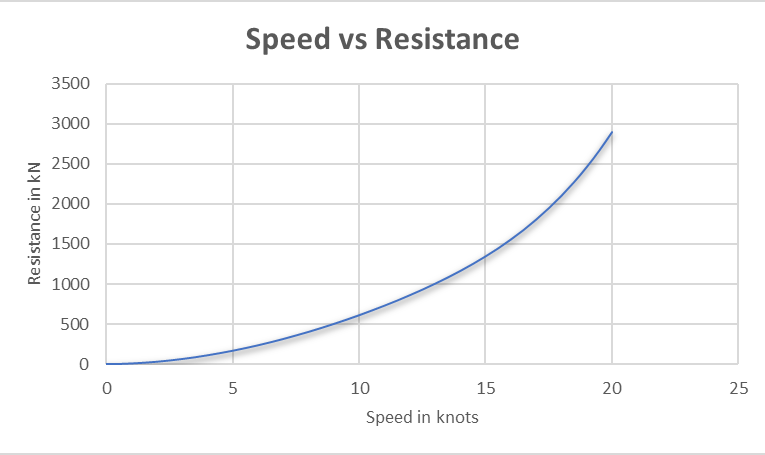 Speed vs Resistance
3500
3000
2500
2000
1500
1000
500
0
Resistance in kN
0 5 10 15 20 25
Speed in knots